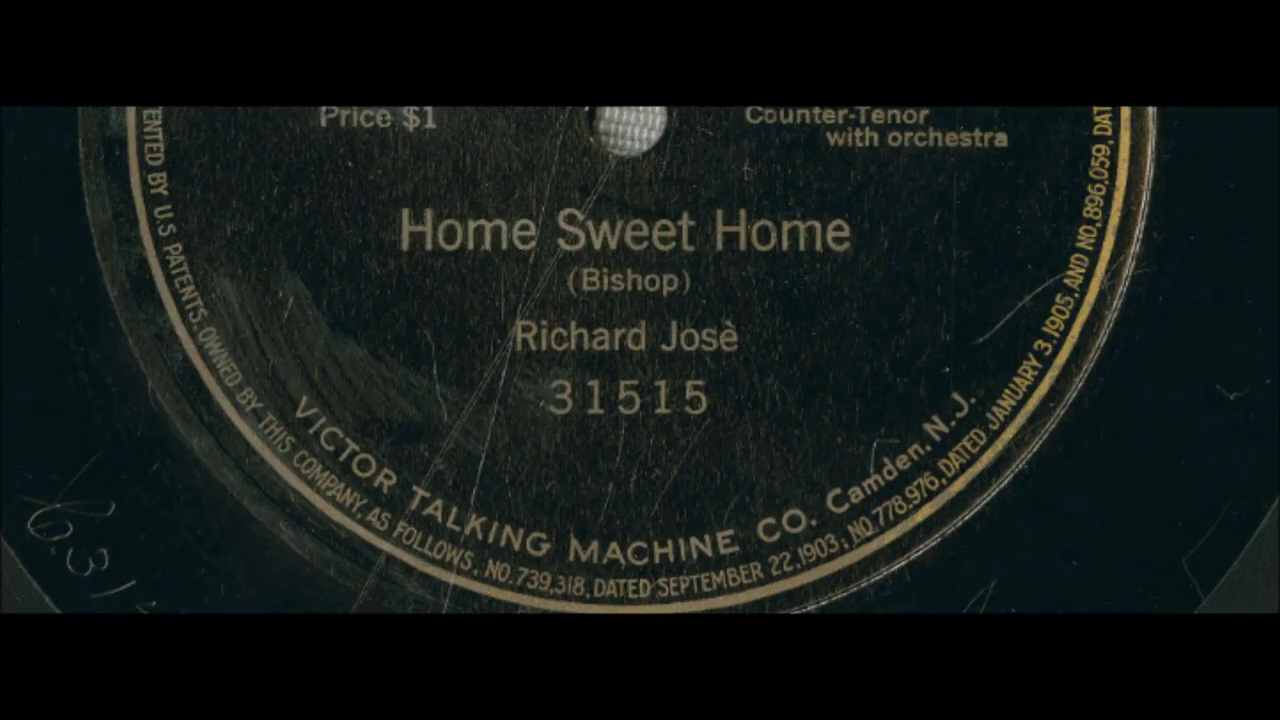 Price $1
Counter-Tenor
with orchestra
Home Sweet Home
(Bishop)
Richard Josè
31515
VICTOR TALKING MACHINE CO. Camden, N. J.
ENTED BY U.S PATENTS, OWNED BY THIS COMPANY, AS FOLLOWS, NO. 739,318, DATED SEPTEMBER 22.1903; NO 778.976, DATED JANUARY 3.1905, AND NO. 896,059, DAT